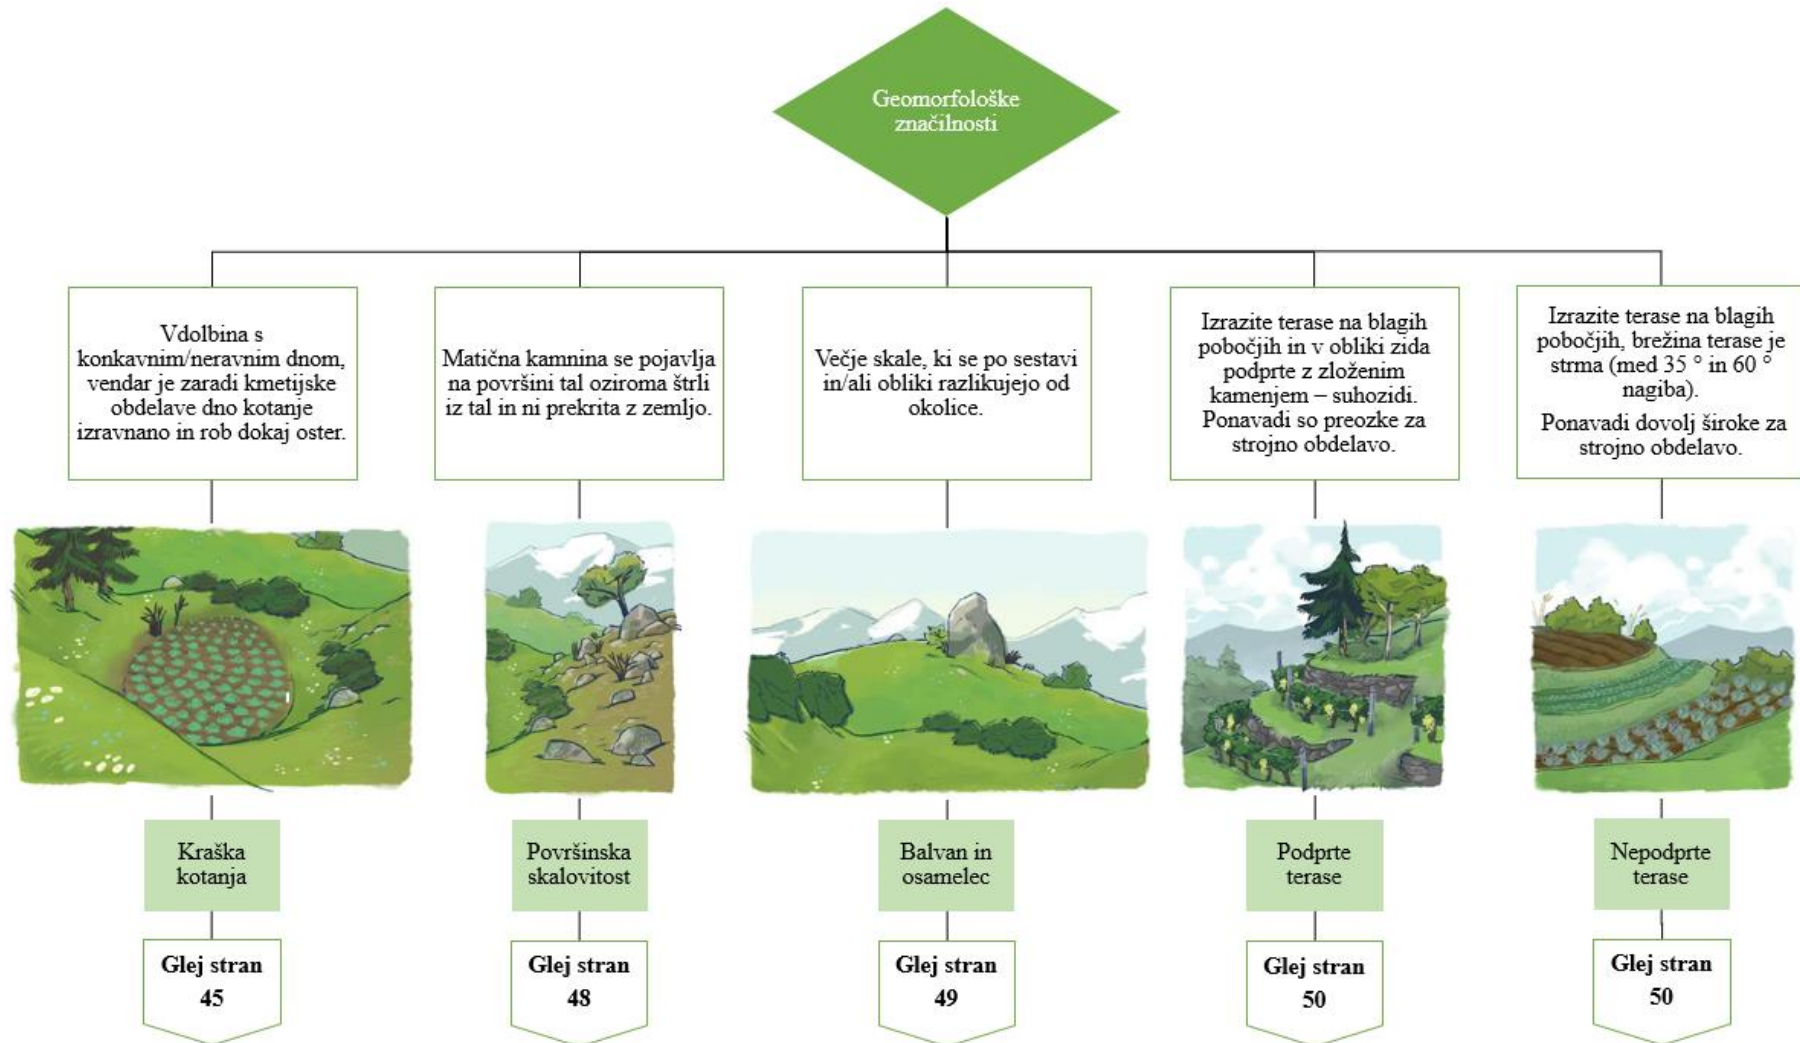 Geomorfološke
značilnosti
Vdolbina s
konkavnim/neravnim dnom,
vendar je zaradi kmetijske
obdelave dno kotanje
izravnano in rob dokaj oster.
Matična kamnina se pojavlja
na površini tal oziroma štrli
iz tal in ni prekrita z zemljo.
Večje skale, ki se po sestavi
in/ali obliki razlikujejo od
okolice.
Izrazite terase na blagih
pobočjih in v obliki zida
podprte z zloženim
kamenjem – suhozidi.
Ponavadi so preozke za
strojno obdelavo.
Izrazite terase na blagih
pobočjih, brežina terase je
strma (med 35 ° in 60 °
nagiba).
Ponavadi dovolj široke za
strojno obdelavo.
Kraška
kotanja
Površinska
skalovitost
Balvan in
osamelec
Podprte
terase
Nepodprte
terase
Glej stran
45
Glej stran
48
Glej stran
49
Glej stran
50
Glej stran
50